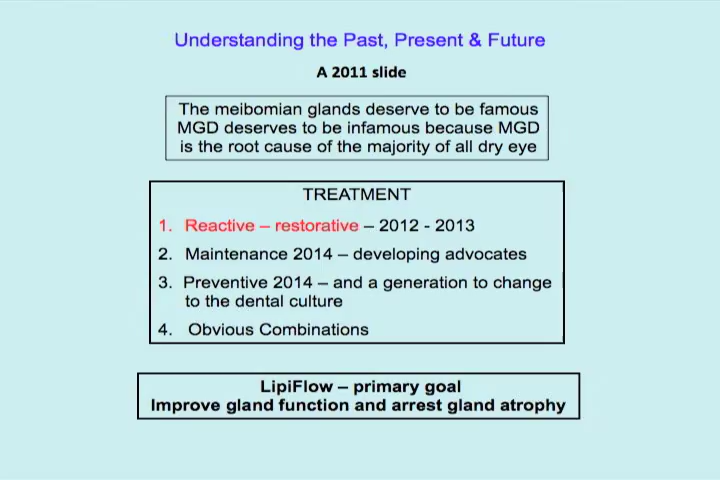 Understanding the Past, Present & Future
A 2011 slide
The meibomian glands deserve to be famous
MGD deserves to be infamous because MGD
is the root cause of the majority of all dry eye
TREATMENT
1. Reactive – restorative – 2012 - 2013
2. Maintenance 2014 – developing advocates
3. Preventive 2014 – and a generation to change
to the dental culture
4. Obvious Combinations
LipiFlow – primary goal
Improve gland function and arrest gland atrophy